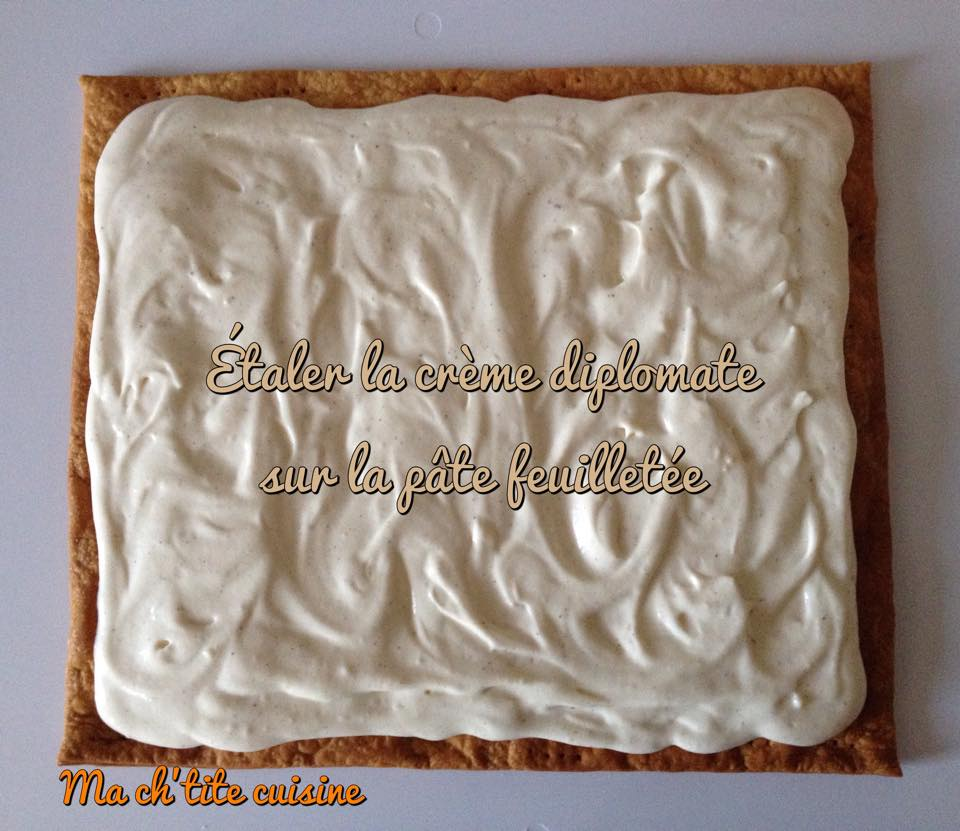 Étaler la crème diplomate
sur la pâte feuilletée
Ma ch'tite cuisine